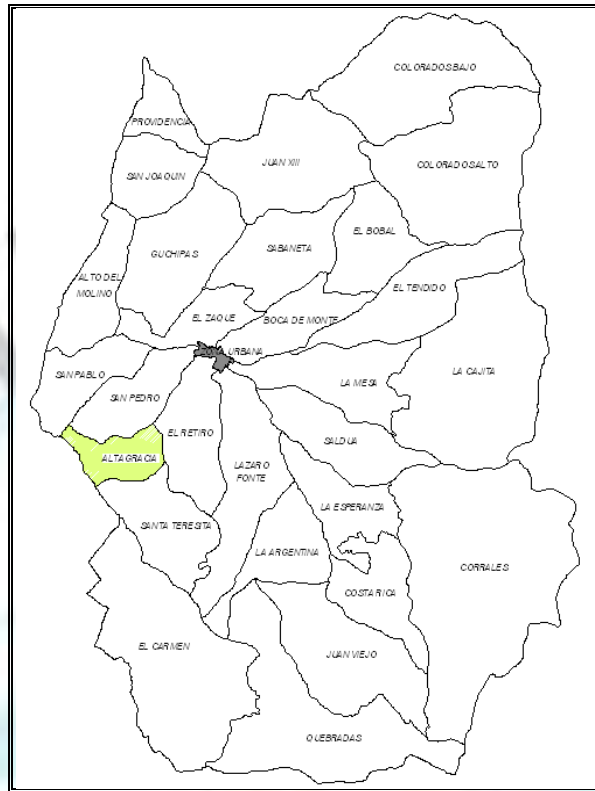 COLORADOS BAJO
PROVIDENCIA
JUAN XIII
COLORADOS ALTO
SAN JOAQUIN
EL BOBAL
GUCHIPAS
SABANETA
ALTO DEL
MOLINO
EL TENDIDO
EL ZAQUE
BOCA DE MONTE
ZONA URBANA
SAN PABLO
LA MESA
LA CAJITA
SAN PEDRO
EL RETIRO
SALDUA
ALTAGRACIA
LAZARO
FONTE
LA ESPERANZA
SANTA TERESITA
LA ARGENTINA
CORRALES
COSTA RICA
EL CARMEN
JUAN VIEJO
QUEBRADAS